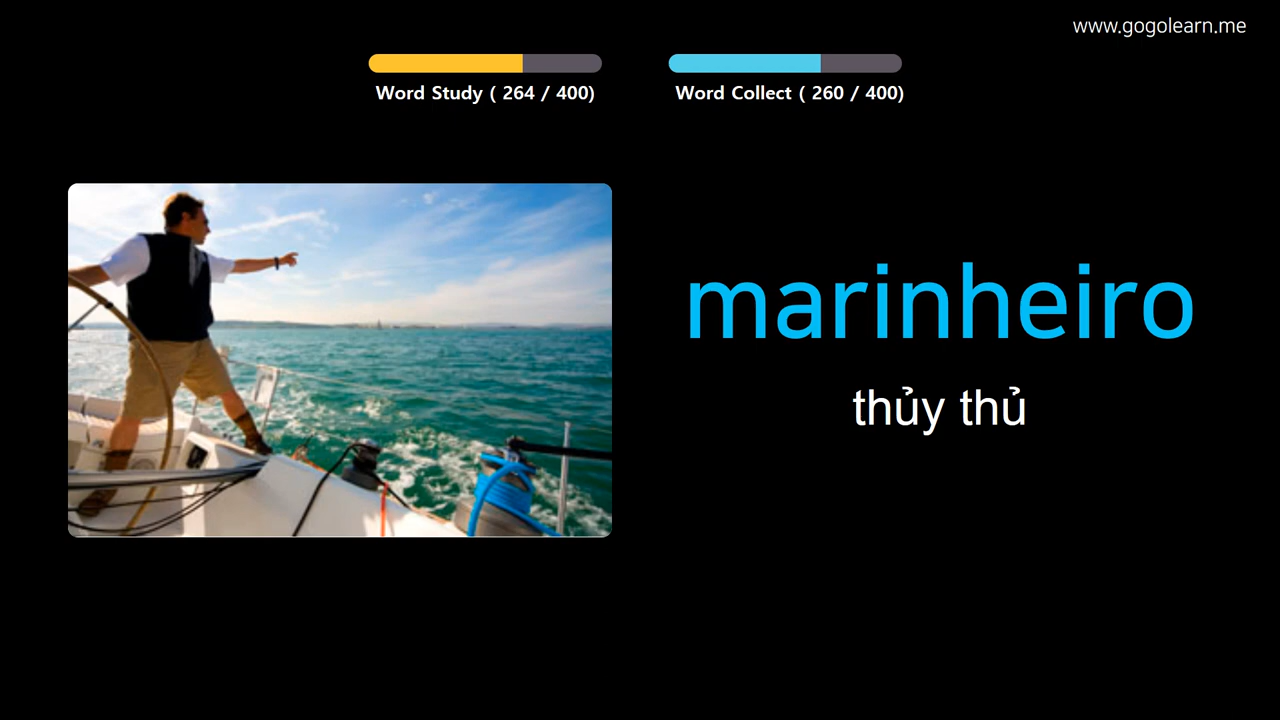 www.gogolearn.me
Word Study ( 264 / 400)
Word Collect ( 260 / 400)
marinheiro
thủy thủ